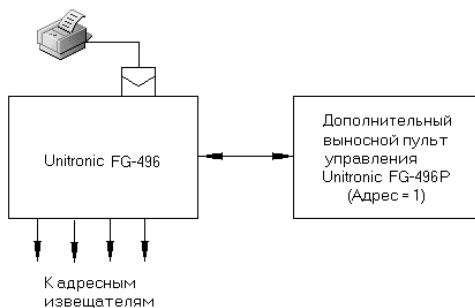 Unitronic FG-496
Дополнительный
выносной пульт
управления
Unitronic FG-496P
(Адрес = 1)
К адресным
извещателям